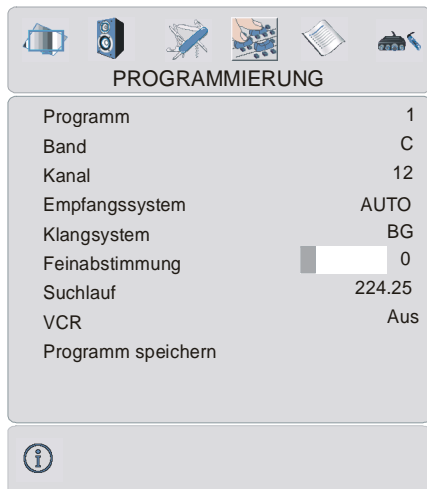 PROGRAMMIERUNG
Programm 1
Band C
Kanal 12
Empfangssystem AUTO
Klangsystem BG
Feinabstimmung 0
Suchlauf 224.25
VCR Aus
Programm speichern